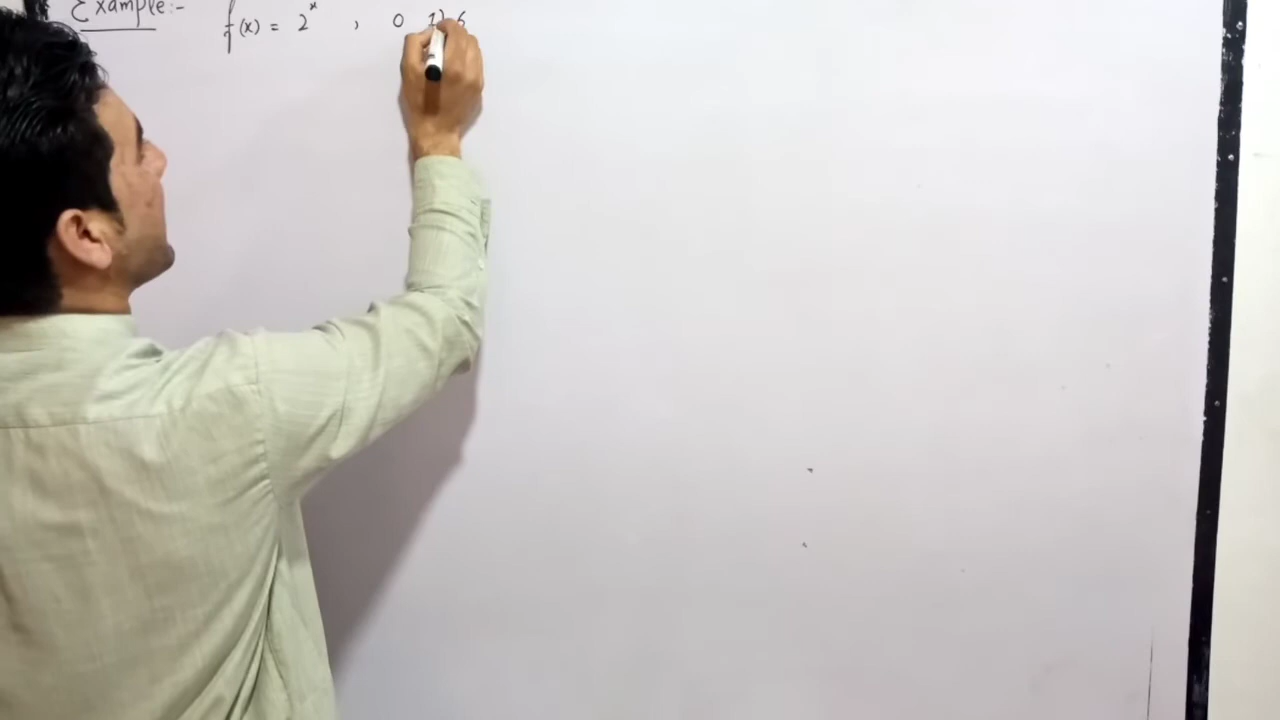 Example:- f(x) = 2^x , 0